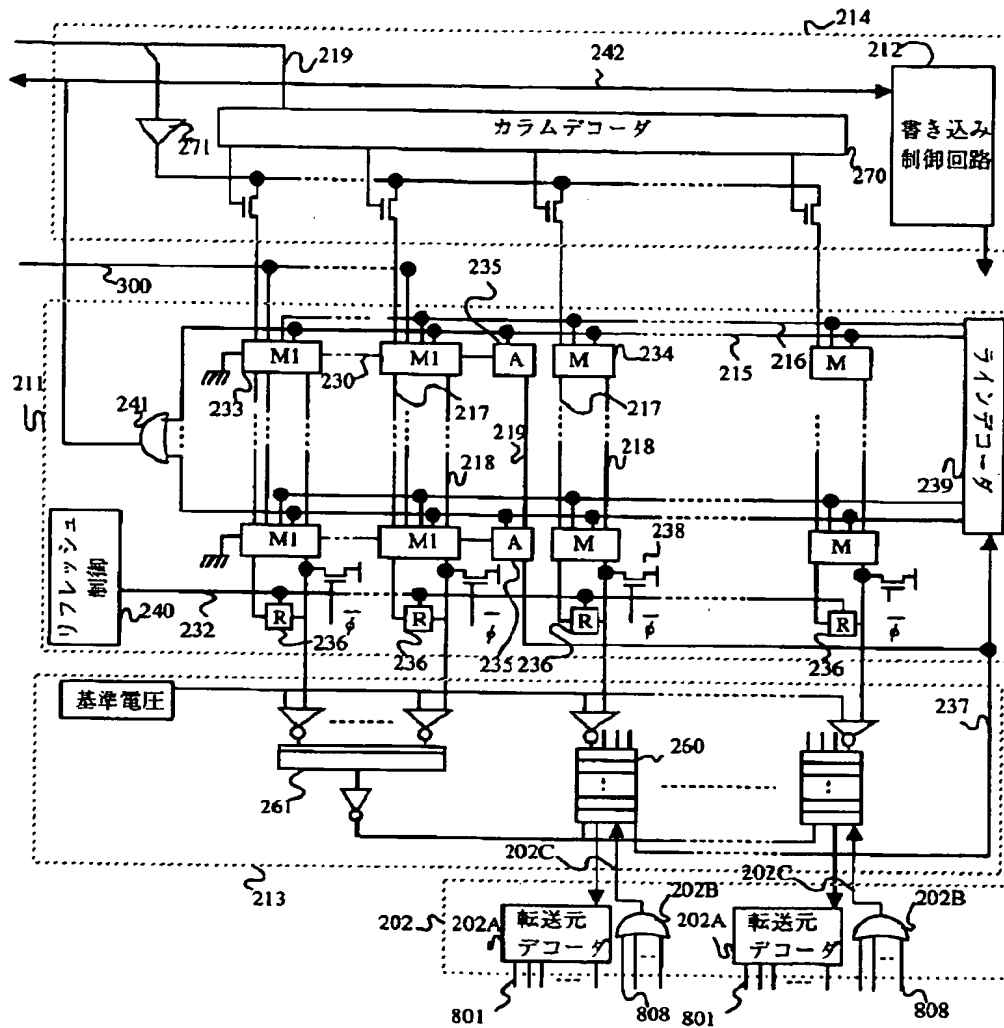 214
219
242
212
カラムデコーダ
書き込み
制御回路
271
270
300
235
211
M1
M1
A
M
M
234
216
215
230
233
217
217
241
219
218
218
ラインデコーダ
239
M1
M1
A
M
M
238
リフレッシュ
制御
240
232
R
R
R
R
236
236
235
236
236
φ
φ
φ
φ
基準電圧
237
260
261
213
202C
202B
202C
202B
202
202A
転送元
デコーダ
202A
転送元
デコーダ
801
808
801
808